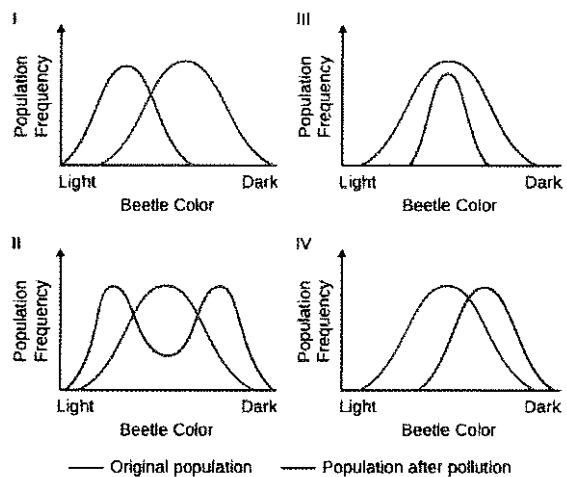 I
Population
Frequency
Light
Dark
Beetle Color
III
Population
Frequency
Light
Dark
Beetle Color
II
Population
Frequency
Light
Dark
Beetle Color
IV
Population
Frequency
Light
Dark
Beetle Color
Original population
Population after pollution